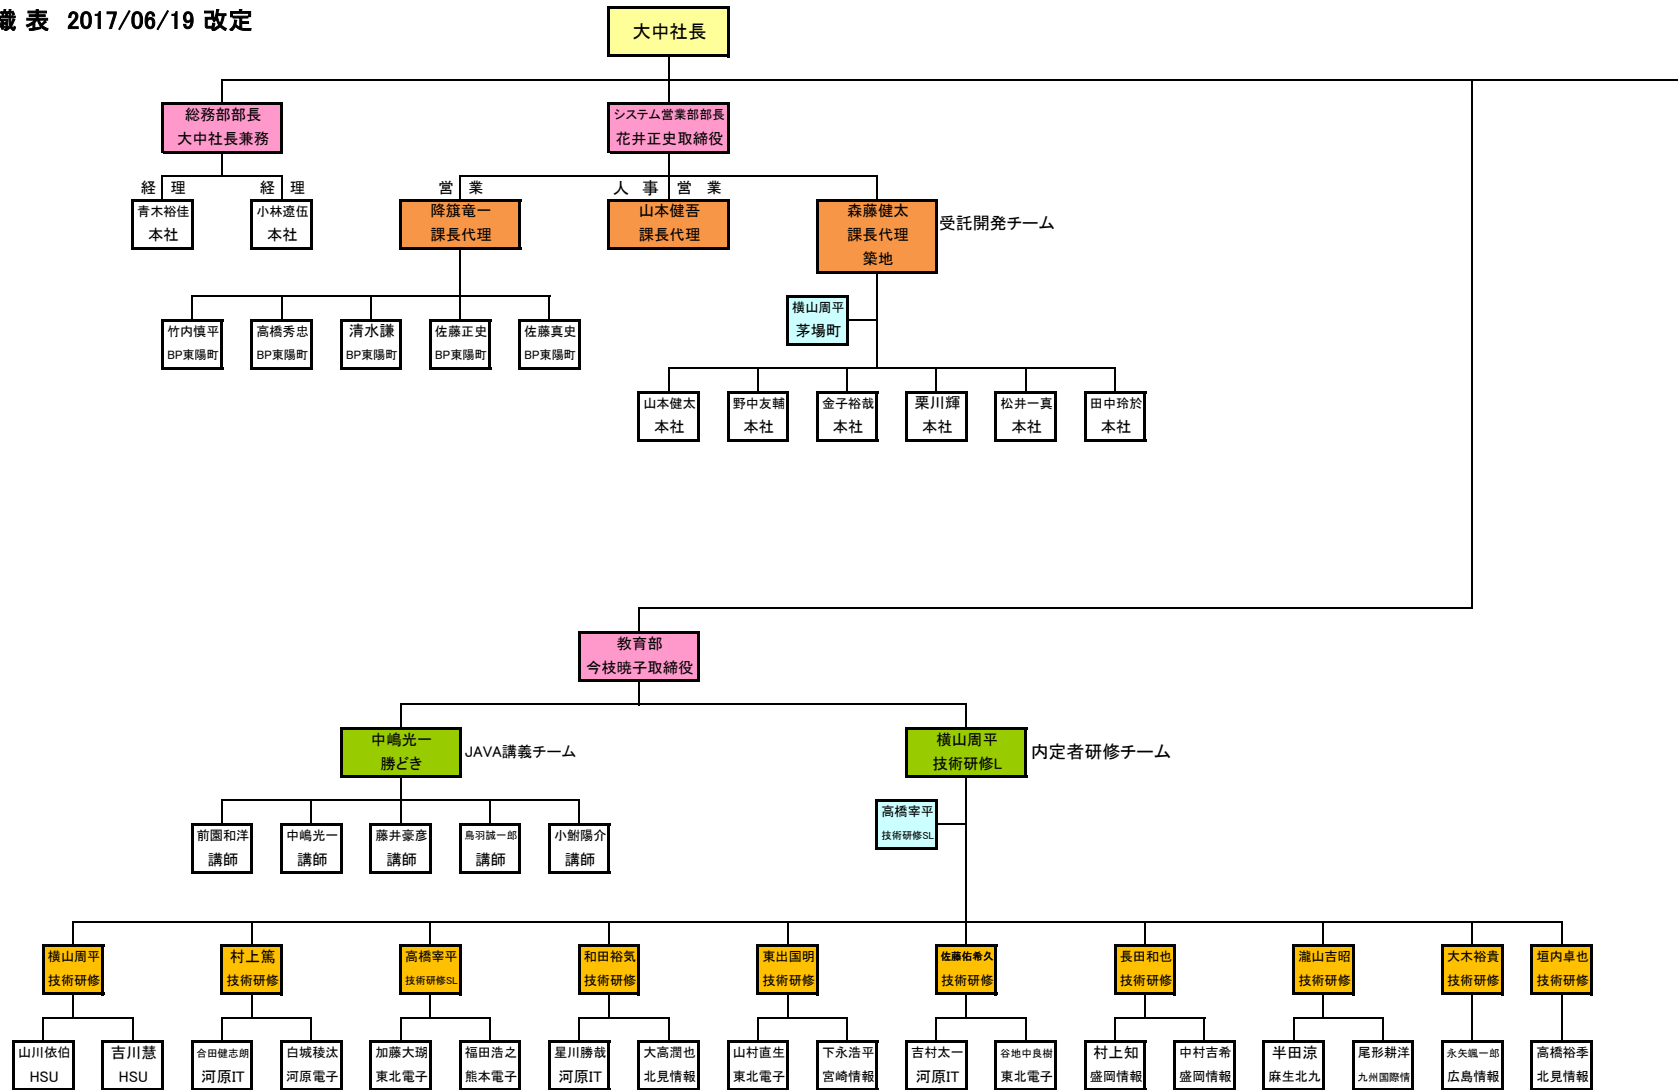 織 表 2017/06/19 改定
大中社長
総務部部長
大中社長兼務
システム営業部部長
花井正史取締役
経 理
経 理
営 業
人 事 営 業
青木裕佳
本社
小林遼伍
本社
降籏竜一
課長代理
山本健吾
課長代理
森藤健太
課長代理
築地
受託開発チーム
横山周平
茅場町
竹内慎平
BP東陽町
高橋秀忠
BP東陽町
清水謙
BP東陽町
佐藤正史
BP東陽町
佐藤真史
BP東陽町
山本健太
本社
野中友輔
本社
金子裕哉
本社
栗川輝
本社
松井一真
本社
田中玲於
本社
教育部
今枝暁子取締役
中嶋光一
勝どき
JAVA講義チーム
横山周平
技術研修L
内定者研修チーム
高橋宰平
技術研修SL
前園和洋
講師
中嶋光一
講師
藤井豪彦
講師
鳥羽誠一郎
講師
小鮒陽介
講師
横山周平
技術研修
村上篤
技術研修
高橋宰平
技術研修SL
和田裕気
技術研修
東出国明
技術研修
佐藤佑希久
技術研修
長田和也
技術研修
瀧山吉昭
技術研修
大木裕貴
技術研修
垣内卓也
技術研修
山川依伯
HSU
吉川慧
HSU
合田健志朗
河原IT
白城稜汰
河原電子
加藤大瑚
東北電子
福田浩之
熊本電子
星川勝哉
河原IT
大高潤也
北見情報
山村直生
東北電子
下永浩平
宮崎情報
吉村太一
河原IT
谷地中良樹
東北電子
村上知
盛岡情報
中村吉希
盛岡情報
半田涼
麻生北九
尾形耕洋
九州国際情
永矢颯一郎
広島情報
高橋裕季
北見情報